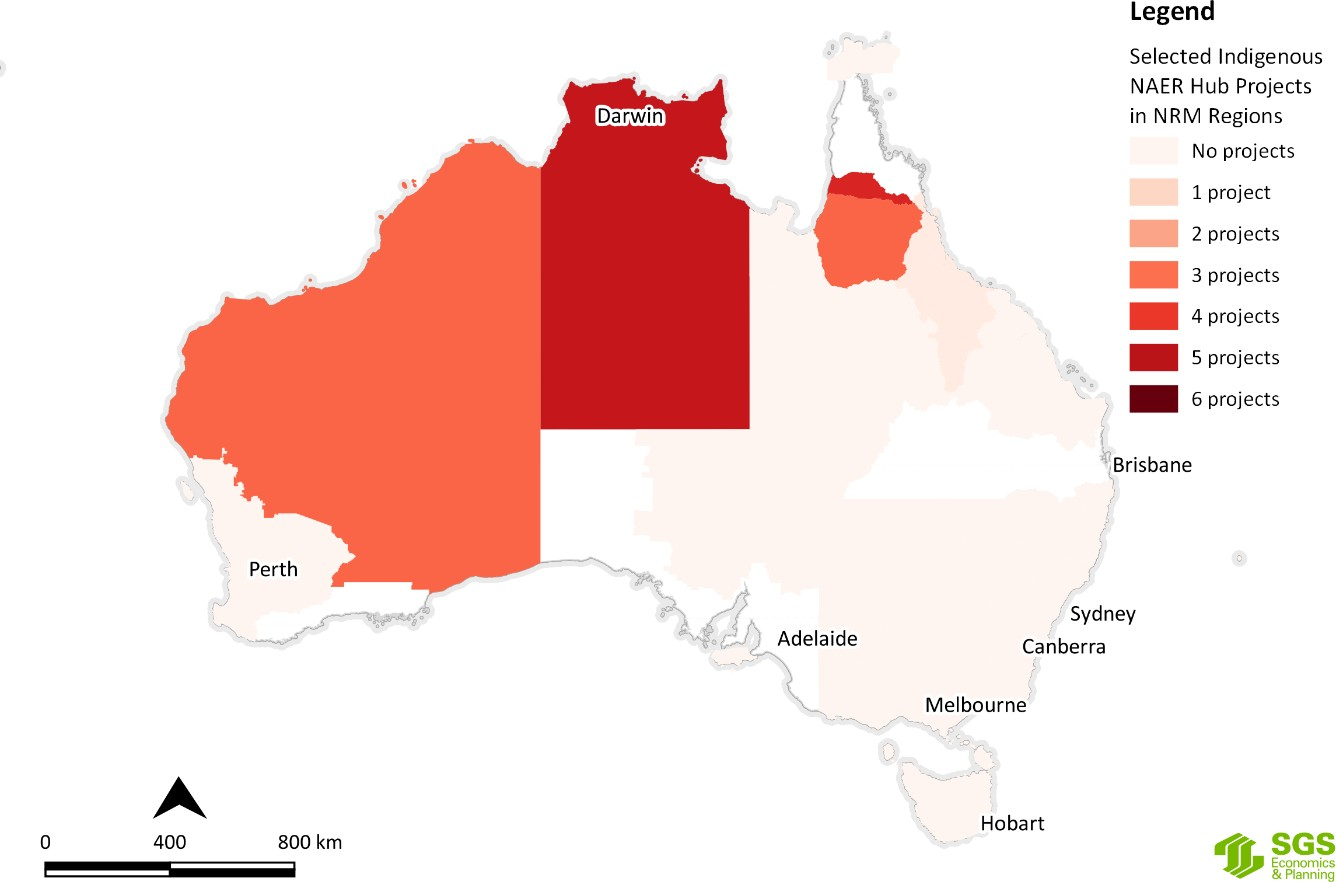 Legend
Selected Indigenous
NAER Hub Projects
in NRM Regions
No projects
1 project
2 projects
3 projects
4 projects
5 projects
6 projects
Darwin
Brisbane
Perth
Sydney
Adelaide
Canberra
Melbourne
Hobart
0 400 800 km
SGS
Economics
& Planning